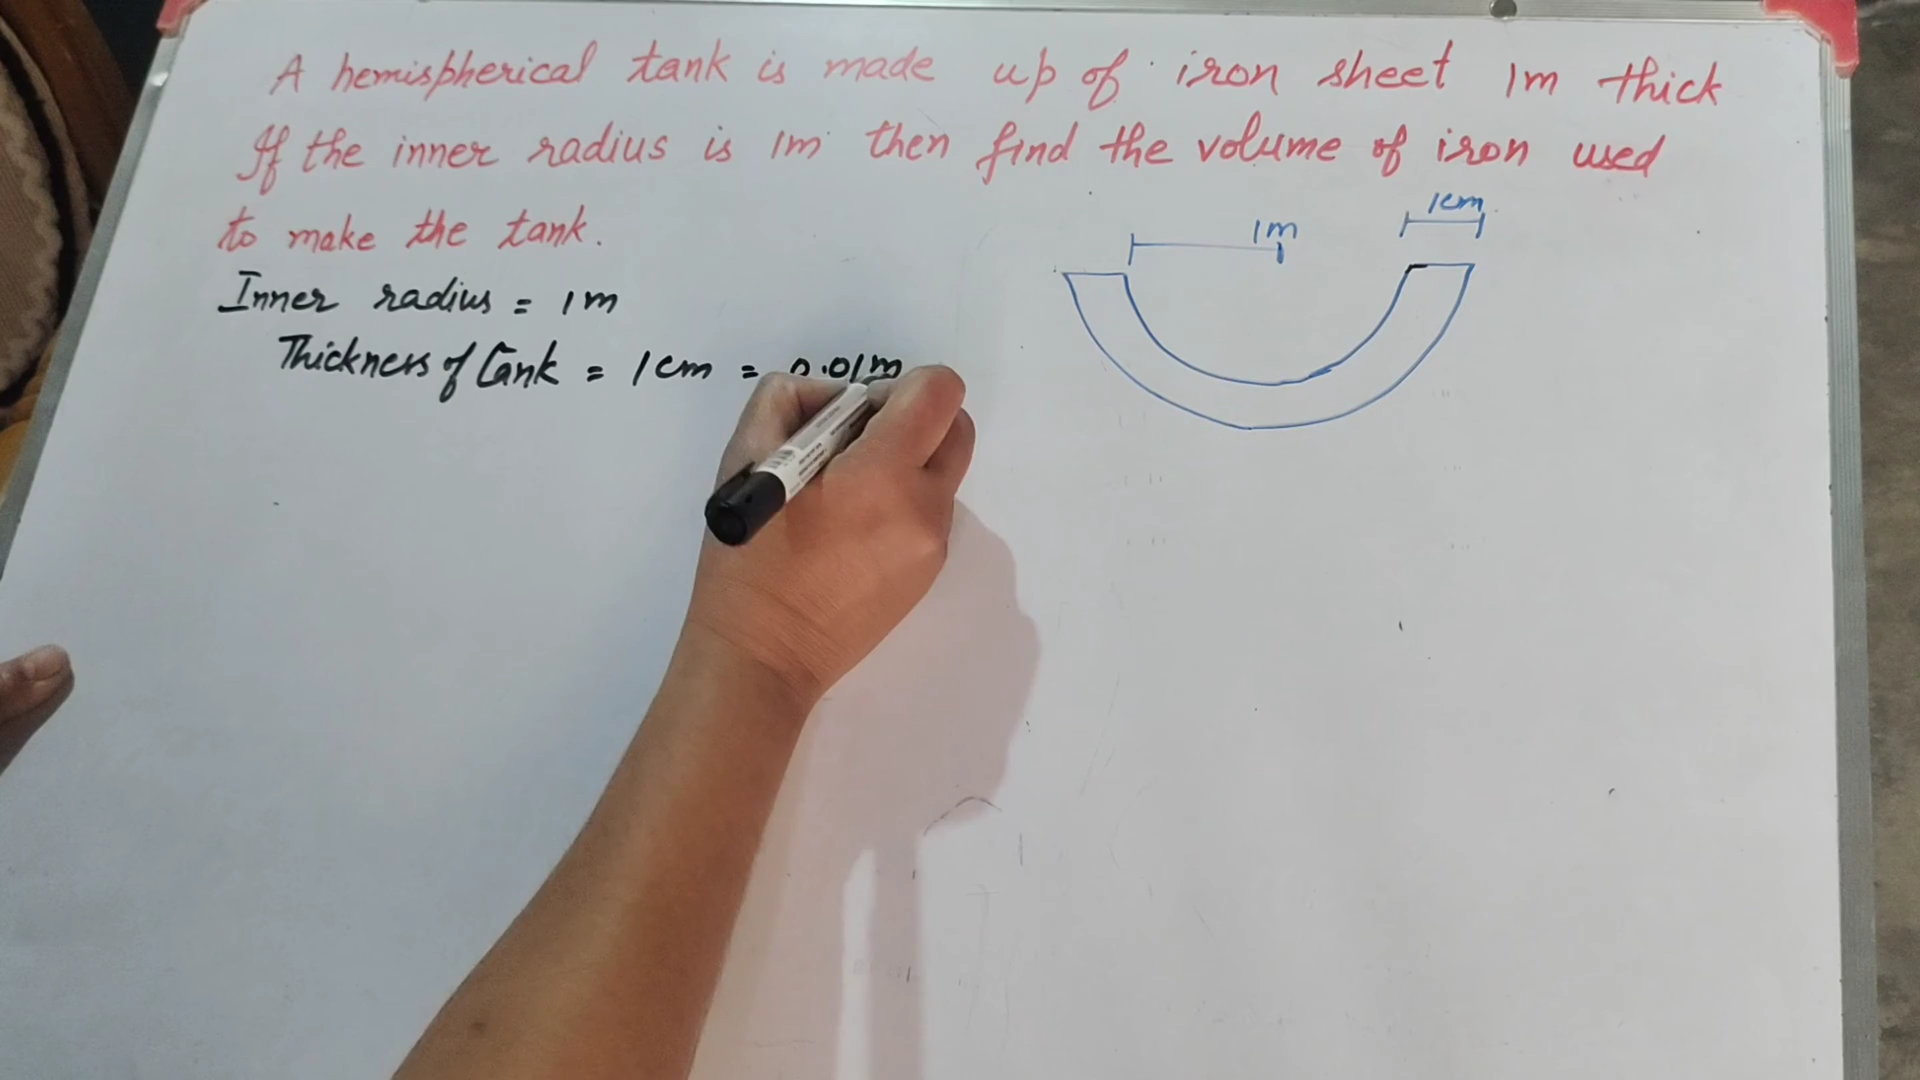 A hemispherical tank is made up of iron sheet 1m thick
If the inner radius is 1m then find the volume of iron used
to make the tank.
1cm
1m
Inner radius = 1m
Thickness of Tank = 1cm = 0.01m